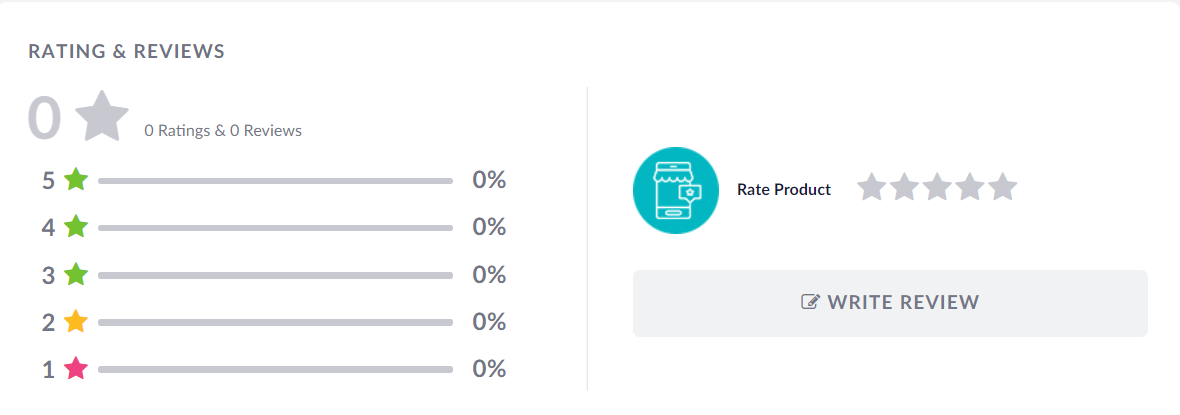 RATING & REVIEWS
0
0 Ratings & 0 Reviews
5 0%
4 0%
3 0%
2 0%
1 0%
Rate Product
WRITE REVIEW